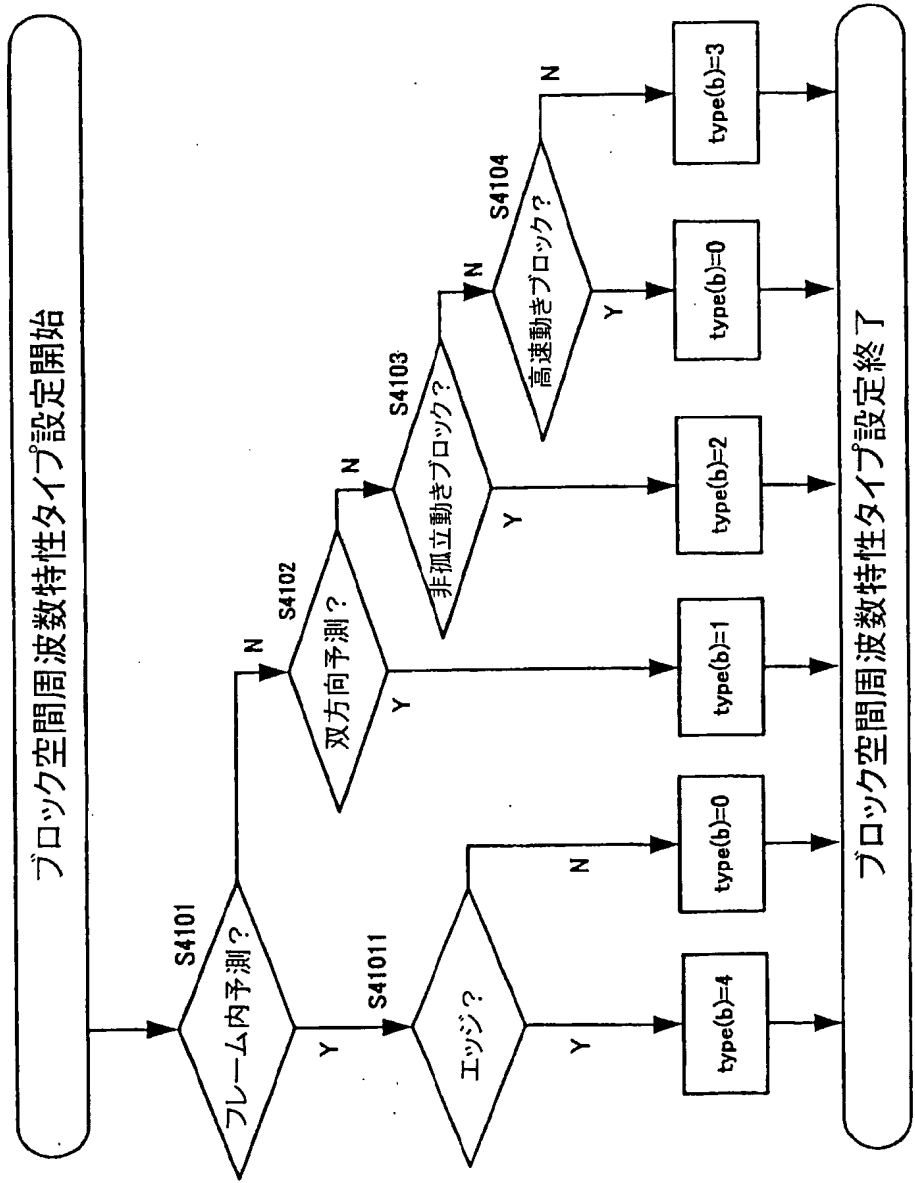 ブロック空間周波数特性タイプ設定開始
S4101
フレーム内予測?
N
Y
S4102
双方向予測?
N
Y
S4103
非孤立動きブロック?
N
Y
S4104
高速動きブロック?
N
Y
S41011
エッジ?
N
Y
type(b)=4
type(b)=0
type(b)=1
type(b)=2
type(b)=0
type(b)=3
ブロック空間周波数特性タイプ設定終了